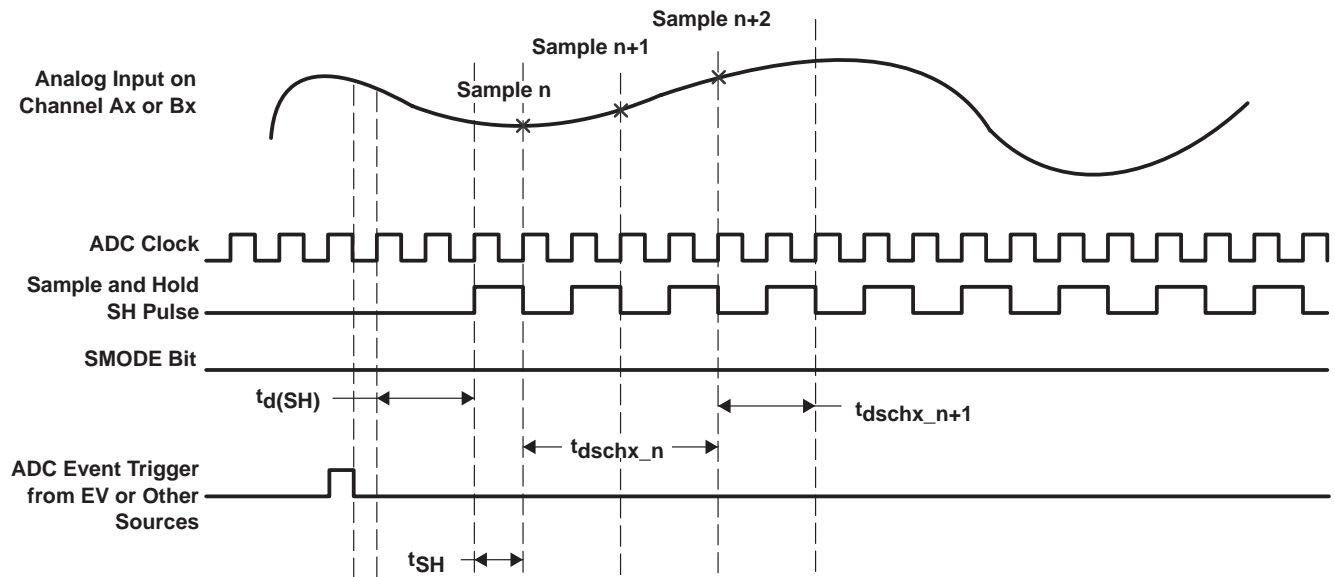 Sample n+2
Sample n+1
Analog Input on
Channel Ax or Bx
Sample n
ADC Clock
Sample and Hold
SH Pulse
SMODE Bit
td(SH)
tdschx_n+1
tdschx_n
ADC Event Trigger
from EV or Other
Sources
tSH